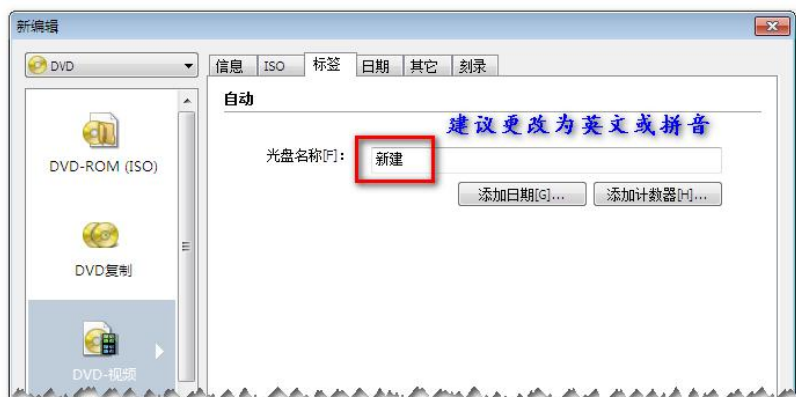 新编辑
DVD
信息 ISO 标签 日期 其它 刻录
自动
建议更改为英文或拼音
光盘名称[F]: 新建
添加日期[G]... 添加计数器[H]...
DVD-ROM (ISO)
DVD复制
DVD-视频